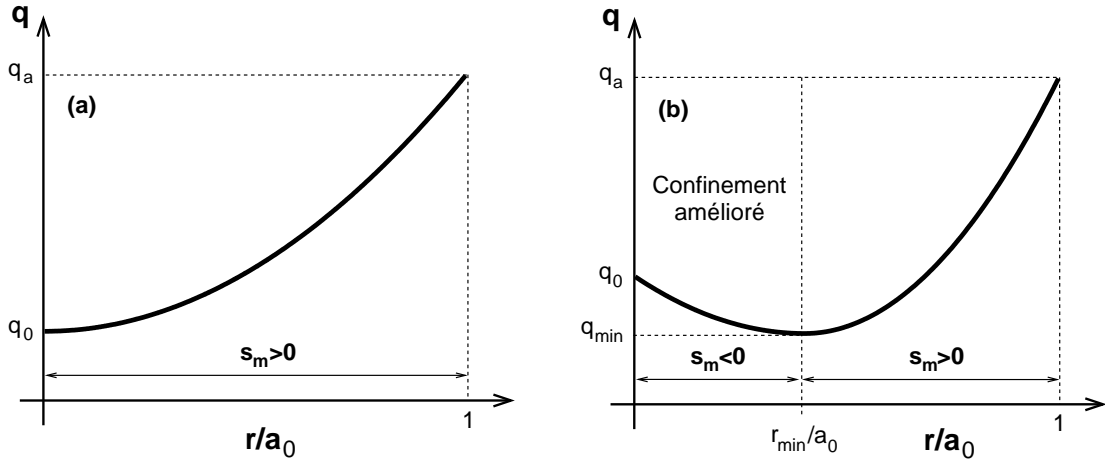 q
q_a
(a)
q_0
s_m>0
1
r/a_0
q
q_a
(b)
Confinement
amélioré
q_0
q_min
s_m<0
s_m>0
1
r_min/a_0
r/a_0